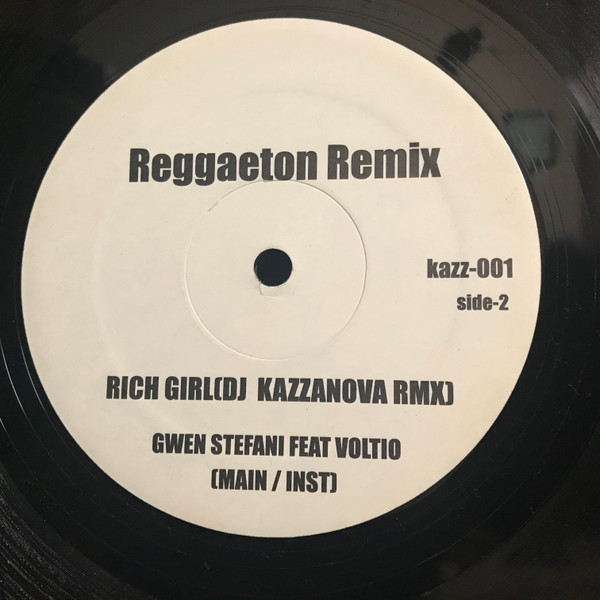 Reggaeton Remix
kazz-001
side-2
RICH GIRL(DJ KAZZANOVA RMX)
GWEN STEFANI FEAT VOLTIO
(MAIN / INST)